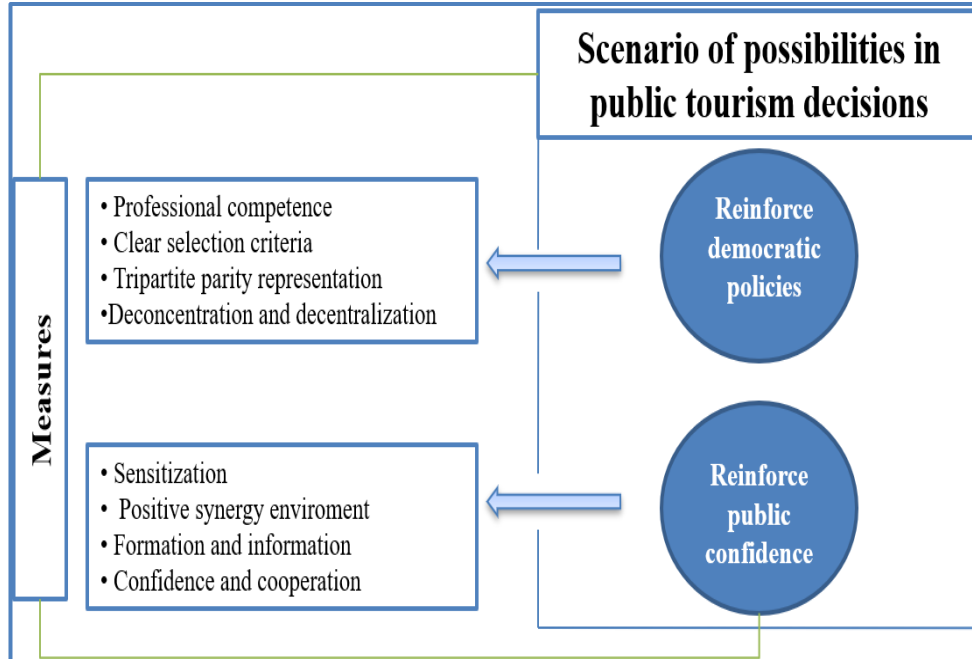 Scenario of possibilities in
public tourism decisions
Measures
• Professional competence
• Clear selection criteria
• Tripartite parity representation
•Deconcentration and decentralization
Reinforce
democratic
policies
• Sensitization
• Positive synergy enviroment
• Formation and information
• Confidence and cooperation
Reinforce
public
confidence